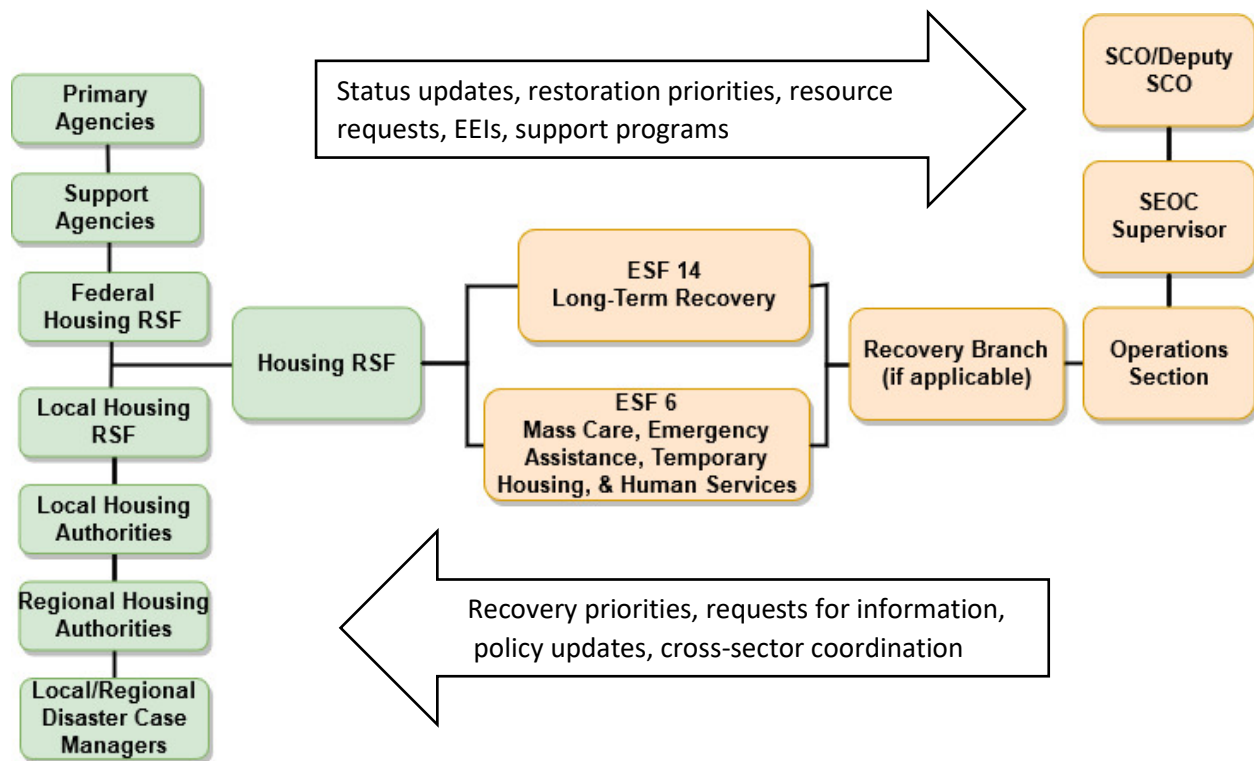 Primary
Agencies
Support
Agencies
Federal
Housing RSF
Local Housing
RSF
Local Housing
Authorities
Regional Housing
Authorities
Local/Regional
Disaster Case
Managers
Status updates, restoration priorities, resource
requests, EEIs, support programs
Housing RSF
ESF 14
Long-Term Recovery
ESF 6
Mass Care, Emergency
Assistance, Temporary
Housing, & Human Services
Recovery Branch
(if applicable)
SCO/Deputy
SCO
SEOC
Supervisor
Operations
Section
Recovery priorities, requests for information,
policy updates, cross-sector coordination